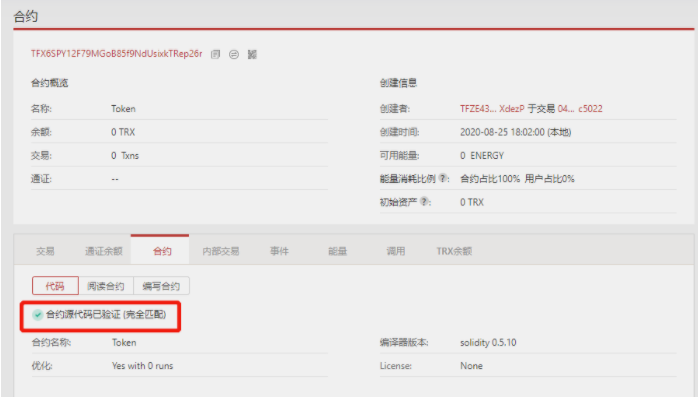 合约
TFX6SPY12F79MGoB85f9NdUsixkTRep26r
合约概览
创建信息
名称: Token
创建者: TFZE43... XdezP 于交易 04... c5022
余额: 0 TRX
创建时间: 2020-08-25 18:02:00 (本地)
交易: 0 Txns
可用能量: 0 ENERGY
通证: --
能量消耗比例 ?: 合约占比100% 用户占比0%
初始资产 ?: 0 TRX
交易 通证余额 合约 内部交易 事件 能量 调用 TRX余额
代码 阅读合约 编写合约
合约源代码已验证 (完全匹配)
合约名称: Token
编译器版本: solidity 0.5.10
优化: Yes with 0 runs
License: None